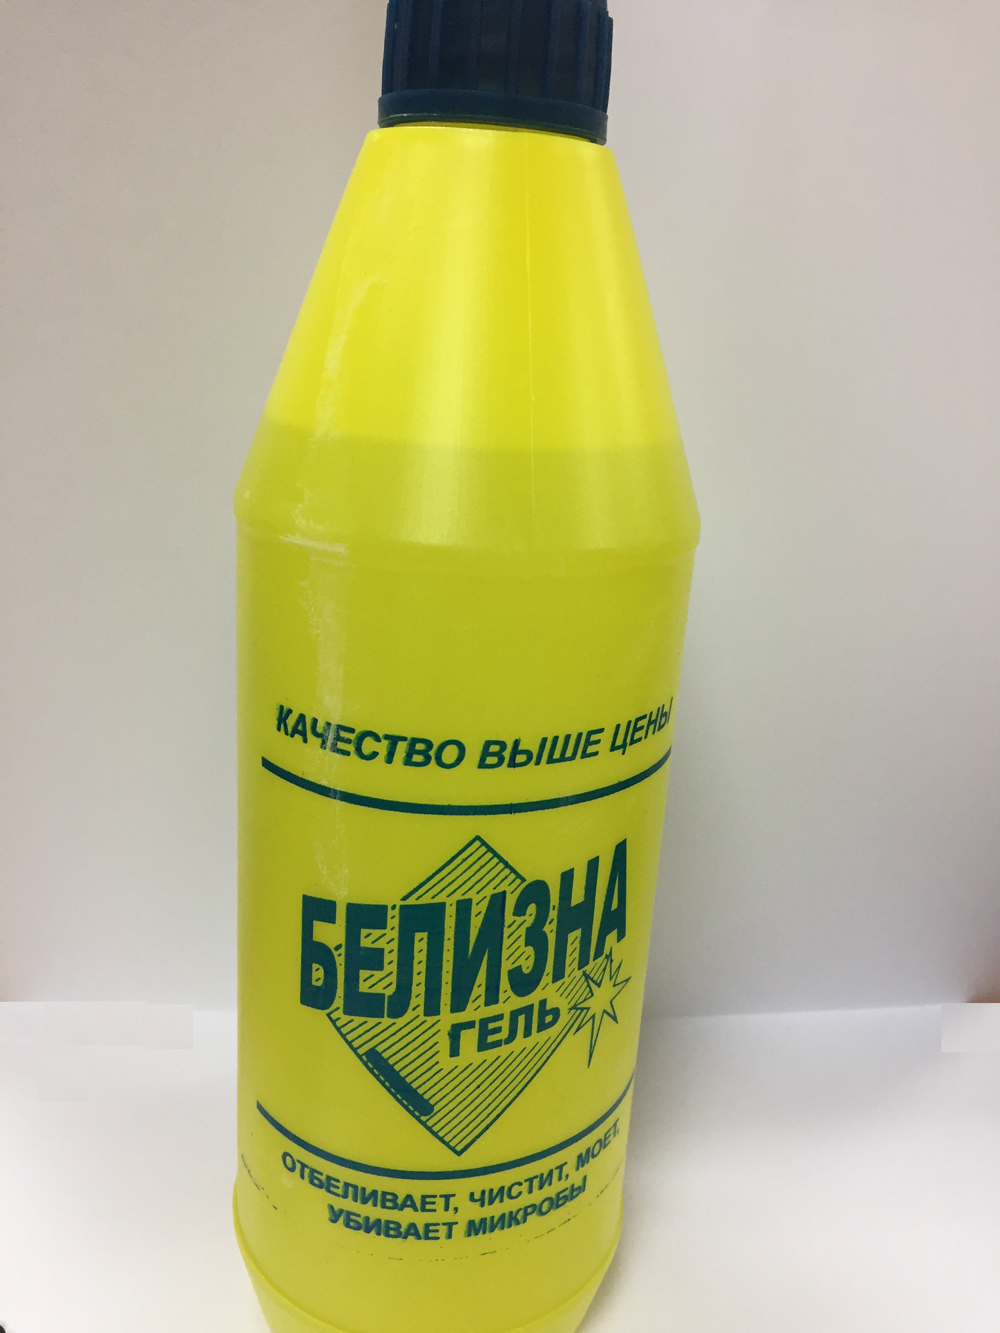 КАЧЕСТВО ВЫШЕ ЦЕНЫ
БЕЛИЗНА
ГЕЛЬ
ОТБЕЛИВАЕТ, ЧИСТИТ, МОЕТ,
УБИВАЕТ МИКРОБЫ